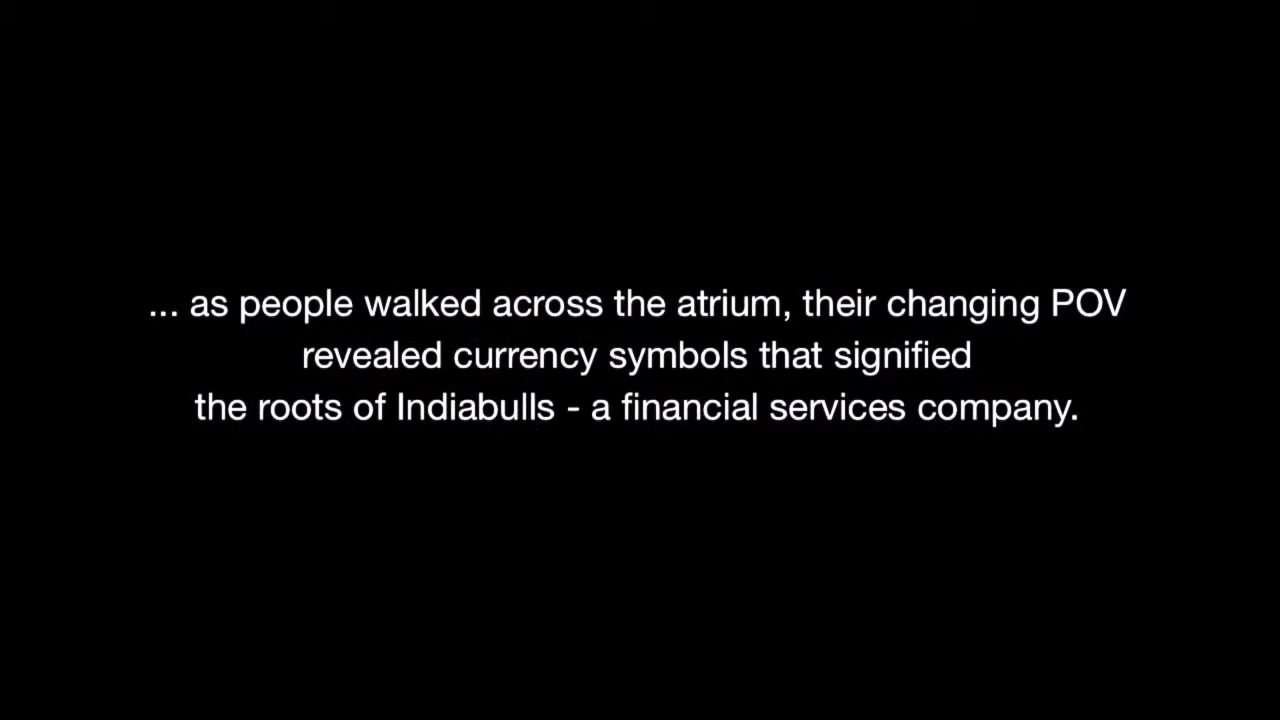 ... as people walked across the atrium, their changing POV
revealed currency symbols that signified
the roots of Indiabulls - a financial services company.